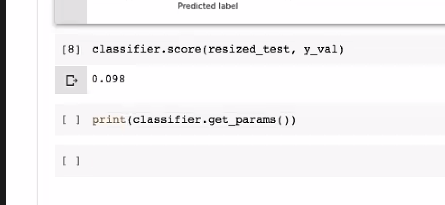 Predicted label
[8] classifier.score(resized_test, y_val)
0.098
[ ] print(classifier.get_params())
[ ]